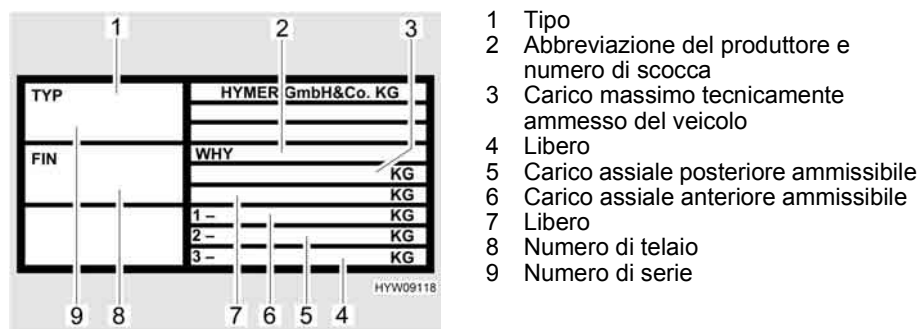 1 2 3
TYP
HYMER GmbH&Co. KG
FIN
WHY
KG
KG
1 – KG
2 – KG
3 – KG
HYW09118
9 8 7 6 5 4
1 Tipo
2 Abbreviazione del produttore e
numero di scocca
3 Carico massimo tecnicamente
ammesso del veicolo
4 Libero
5 Carico assiale posteriore ammissibile
6 Carico assiale anteriore ammissibile
7 Libero
8 Numero di telaio
9 Numero di serie